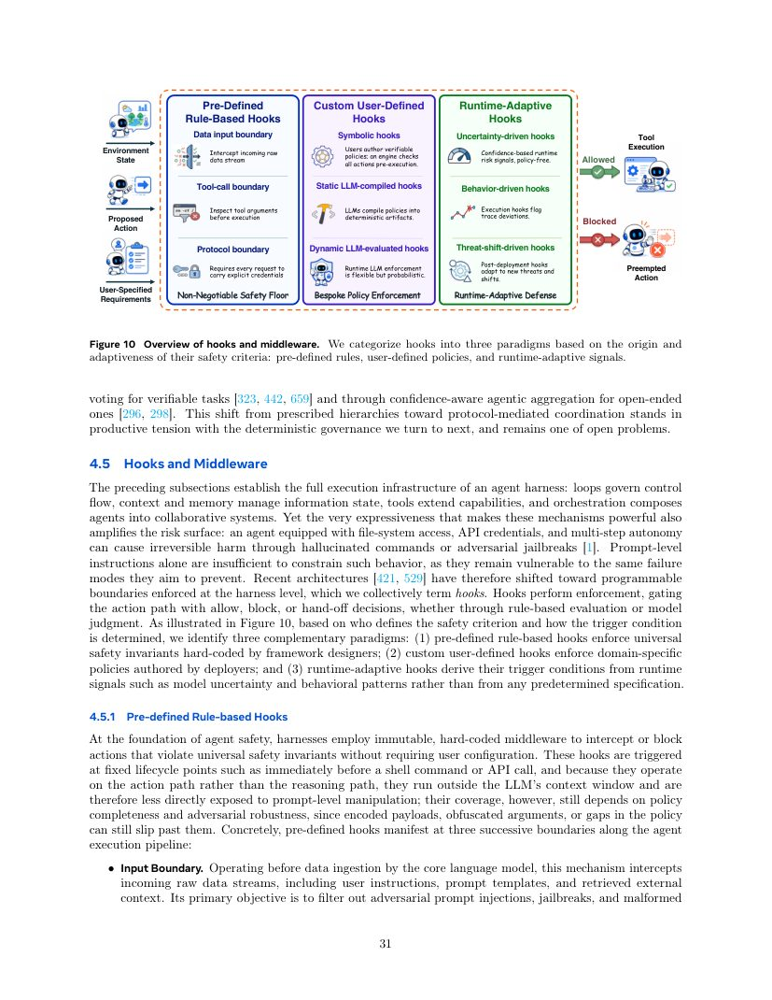 Pre-Defined
Rule-Based Hooks
Data input boundary
Intercept incoming raw
data stream
Tool-call boundary
Inspect tool arguments
before execution
Protocol boundary
Requires every request to
carry explicit credentials
Non-Negotiable Safety Floor
Custom User-Defined
Hooks
Symbolic hooks
Users author verifiable
policies; an engine checks
all actions pre-execution.
Static LLM-compiled hooks
LLMs compile policies into
deterministic artifacts.
Dynamic LLM-evaluated hooks
Runtime LLM enforcement
is flexible but probabilistic.
Bespoke Policy Enforcement
Runtime-Adaptive
Hooks
Uncertainty-driven hooks
Confidence-based runtime
risk signals, policy-free.
Behavior-driven hooks
Execution hooks flag
trace deviations.
Threat-shift-driven hooks
Post-deployment hooks
adapt to new threats and
shifts.
Runtime-Adaptive Defense
Environment
State
Proposed
Action
User-Specified
Requirements
Allowed
Blocked
Tool
Execution
Preempted
Action
Figure 10 Overview of hooks and middleware. We categorize hooks into three paradigms based on the origin and
adaptiveness of their safety criteria: pre-defined rules, user-defined policies, and runtime-adaptive signals.
voting for verifiable tasks [323, 442, 659] and through confidence-aware agentic aggregation for open-ended
ones [296, 298]. This shift from prescribed hierarchies toward protocol-mediated coordination stands in
productive tension with the deterministic governance we turn to next, and remains one of open problems.
4.5 Hooks and Middleware
The preceding subsections establish the full execution infrastructure of an agent harness: loops govern control
flow, context and memory manage information state, tools extend capabilities, and orchestration composes
agents into collaborative systems. Yet the very expressiveness that makes these mechanisms powerful also
amplifies the risk surface: an agent equipped with file-system access, API credentials, and multi-step autonomy
can cause irreversible harm through hallucinated commands or adversarial jailbreaks [1]. Prompt-level
instructions alone are insufficient to constrain such behavior, as they remain vulnerable to the same failure
modes they aim to prevent. Recent architectures [421, 529] have therefore shifted toward programmable
boundaries enforced at the harness level, which we collectively term hooks. Hooks perform enforcement, gating
the action path with allow, block, or hand-off decisions, whether through rule-based evaluation or model
judgment. As illustrated in Figure 10, based on who defines the safety criterion and how the trigger condition
is determined, we identify three complementary paradigms: (1) pre-defined rule-based hooks enforce universal
safety invariants hard-coded by framework designers; (2) custom user-defined hooks enforce domain-specific
policies authored by deployers; and (3) runtime-adaptive hooks derive their trigger conditions from runtime
signals such as model uncertainty and behavioral patterns rather than from any predetermined specification.
4.5.1 Pre-defined Rule-based Hooks
At the foundation of agent safety, harnesses employ immutable, hard-coded middleware to intercept or block
actions that violate universal safety invariants without requiring user configuration. These hooks are triggered
at fixed lifecycle points such as immediately before a shell command or API call, and because they operate
on the action path rather than the reasoning path, they run outside the LLM's context window and are
therefore less directly exposed to prompt-level manipulation; their coverage, however, still depends on policy
completeness and adversarial robustness, since encoded payloads, obfuscated arguments, or gaps in the policy
can still slip past them. Concretely, pre-defined hooks manifest at three successive boundaries along the agent
execution pipeline:
• Input Boundary. Operating before data ingestion by the core language model, this mechanism intercepts
incoming raw data streams, including user instructions, prompt templates, and retrieved external
context. Its primary objective is to filter out adversarial prompt injections, jailbreaks, and malformed
31